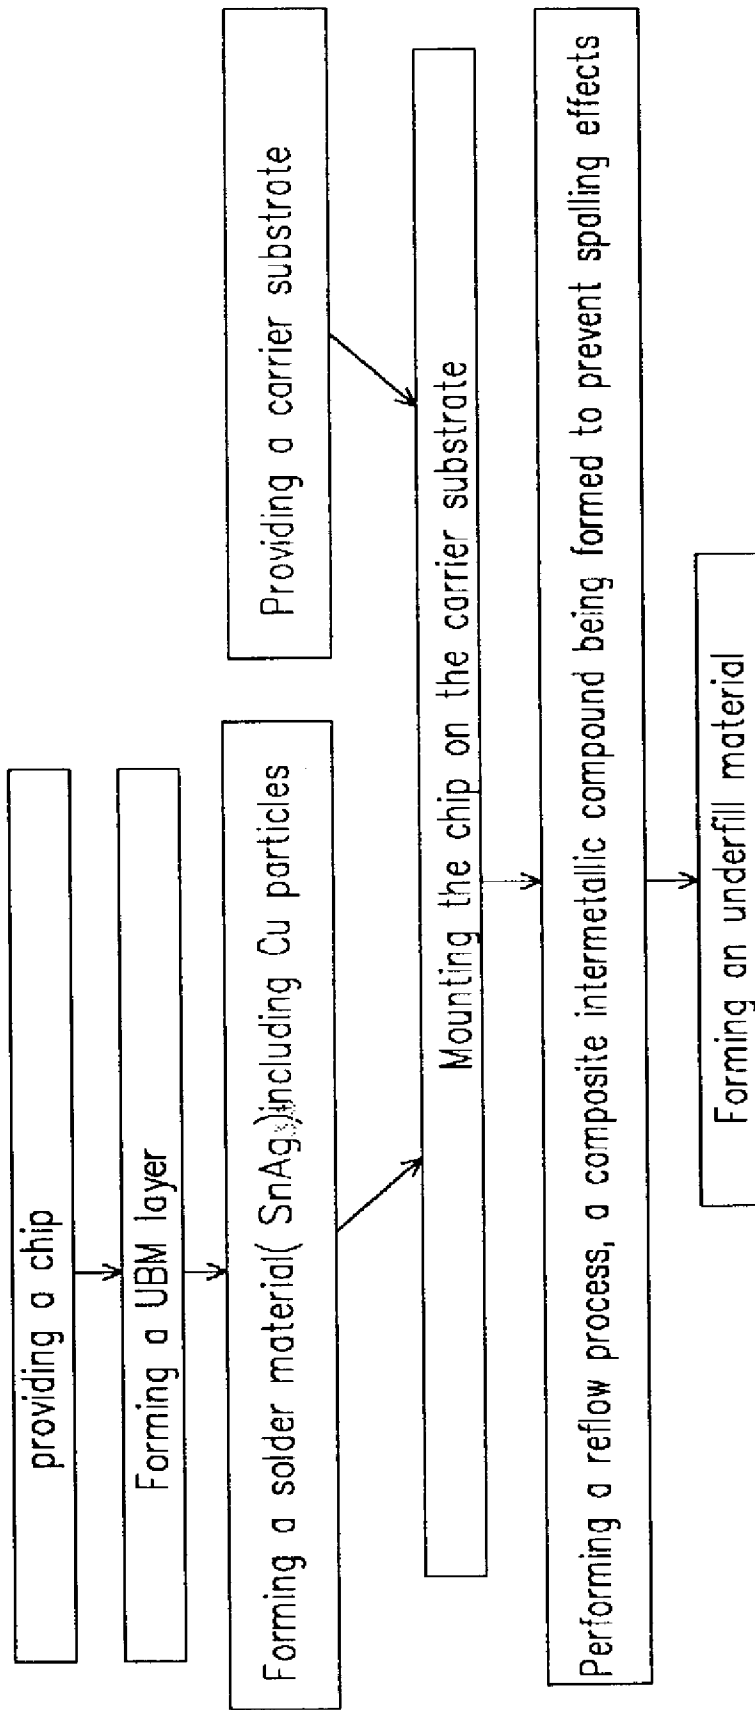 providing a chip
Forming a UBM layer
Forming a solder material( SnAg₃)including Cu particles
Providing a carrier substrate
Mounting the chip on the carrier substrate
Performing a reflow process, a composite intermetallic compound being formed to prevent spalling effects
Forming an underfill material